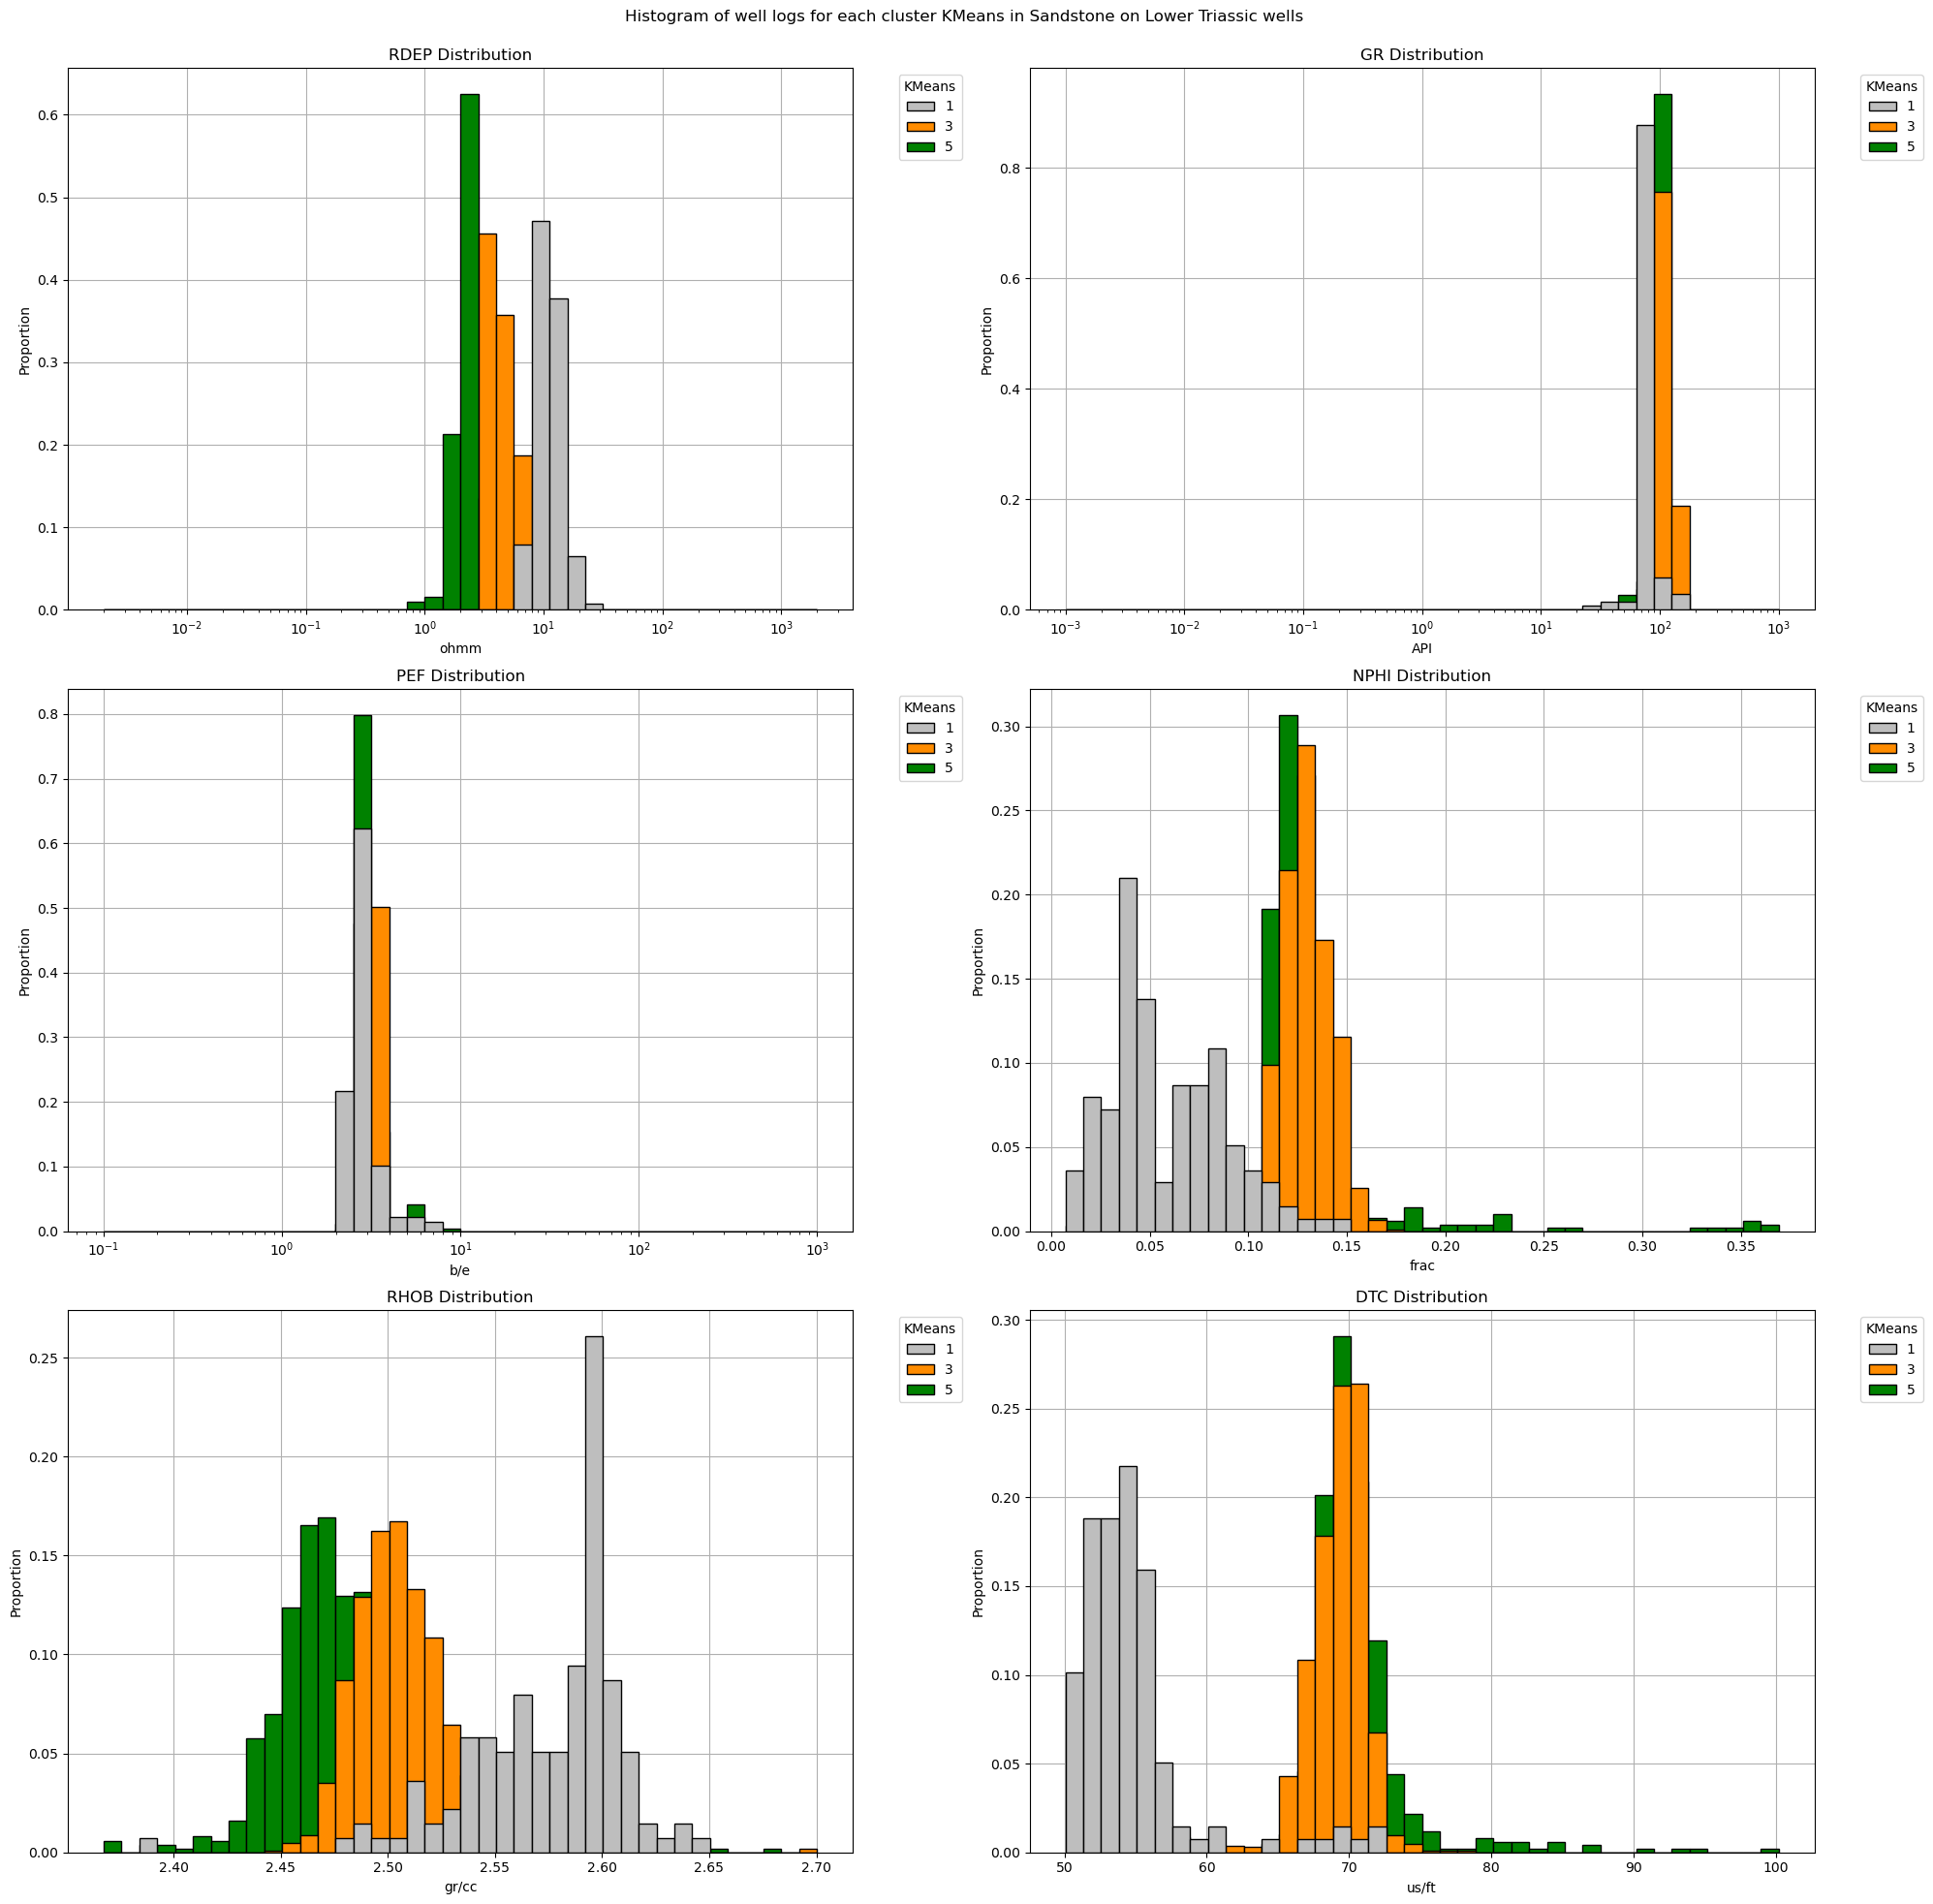 Histogram of well logs for each cluster KMeans in Sandstone on Lower Triassic wells
RDEP Distribution
Proportion
0.6
0.5
0.4
0.3
0.2
0.1
0.0
10⁻² 10⁻¹ 10⁰ 10¹ 10² 10³
ohmm
KMeans
1
3
5
GR Distribution
Proportion
0.8
0.6
0.4
0.2
0.0
10⁻³ 10⁻² 10⁻¹ 10⁰ 10¹ 10² 10³
API
KMeans
1
3
5
PEF Distribution
Proportion
0.8
0.7
0.6
0.5
0.4
0.3
0.2
0.1
0.0
10⁻¹ 10⁰ 10¹ 10² 10³
b/e
KMeans
1
3
5
NPHI Distribution
Proportion
0.30
0.25
0.20
0.15
0.10
0.05
0.00
0.00 0.05 0.10 0.15 0.20 0.25 0.30 0.35
frac
KMeans
1
3
5
RHOB Distribution
Proportion
0.25
0.20
0.15
0.10
0.05
0.00
2.40 2.45 2.50 2.55 2.60 2.65 2.70
gr/cc
KMeans
1
3
5
DTC Distribution
Proportion
0.30
0.25
0.20
0.15
0.10
0.05
0.00
50 60 70 80 90 100
us/ft
KMeans
1
3
5